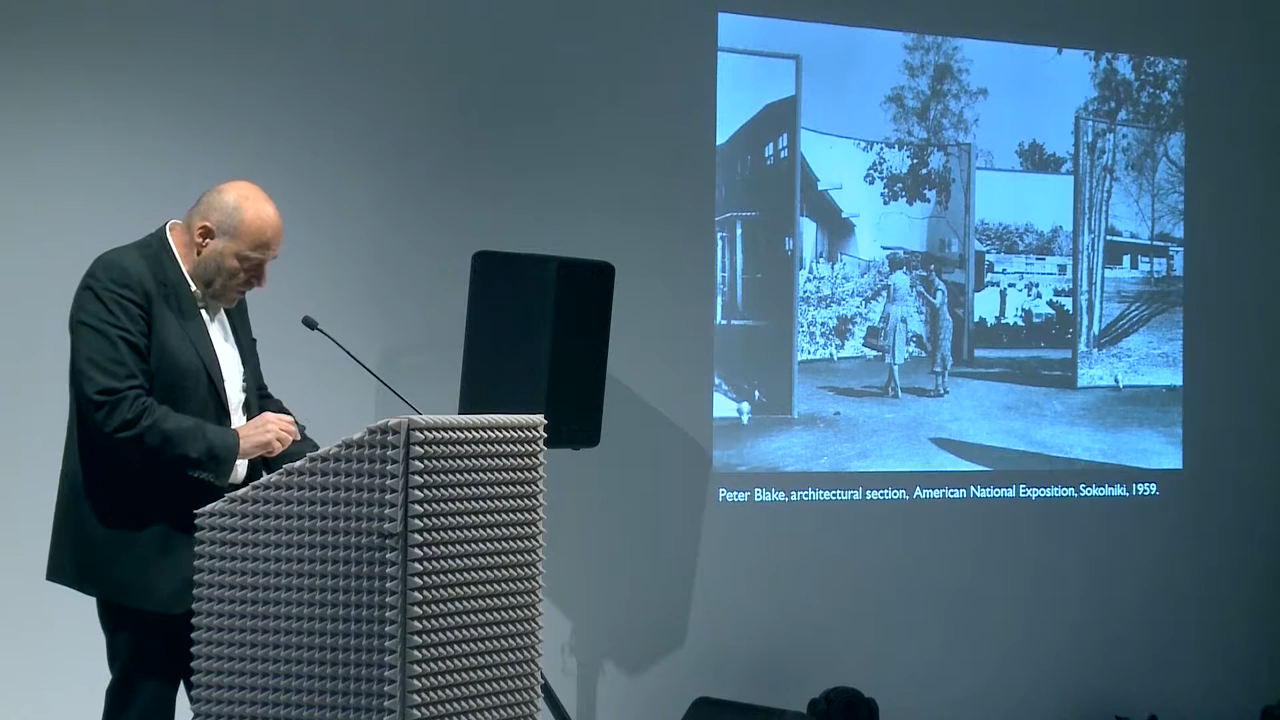 Peter Blake, architectural section, American National Exposition, Sokolniki, 1959.